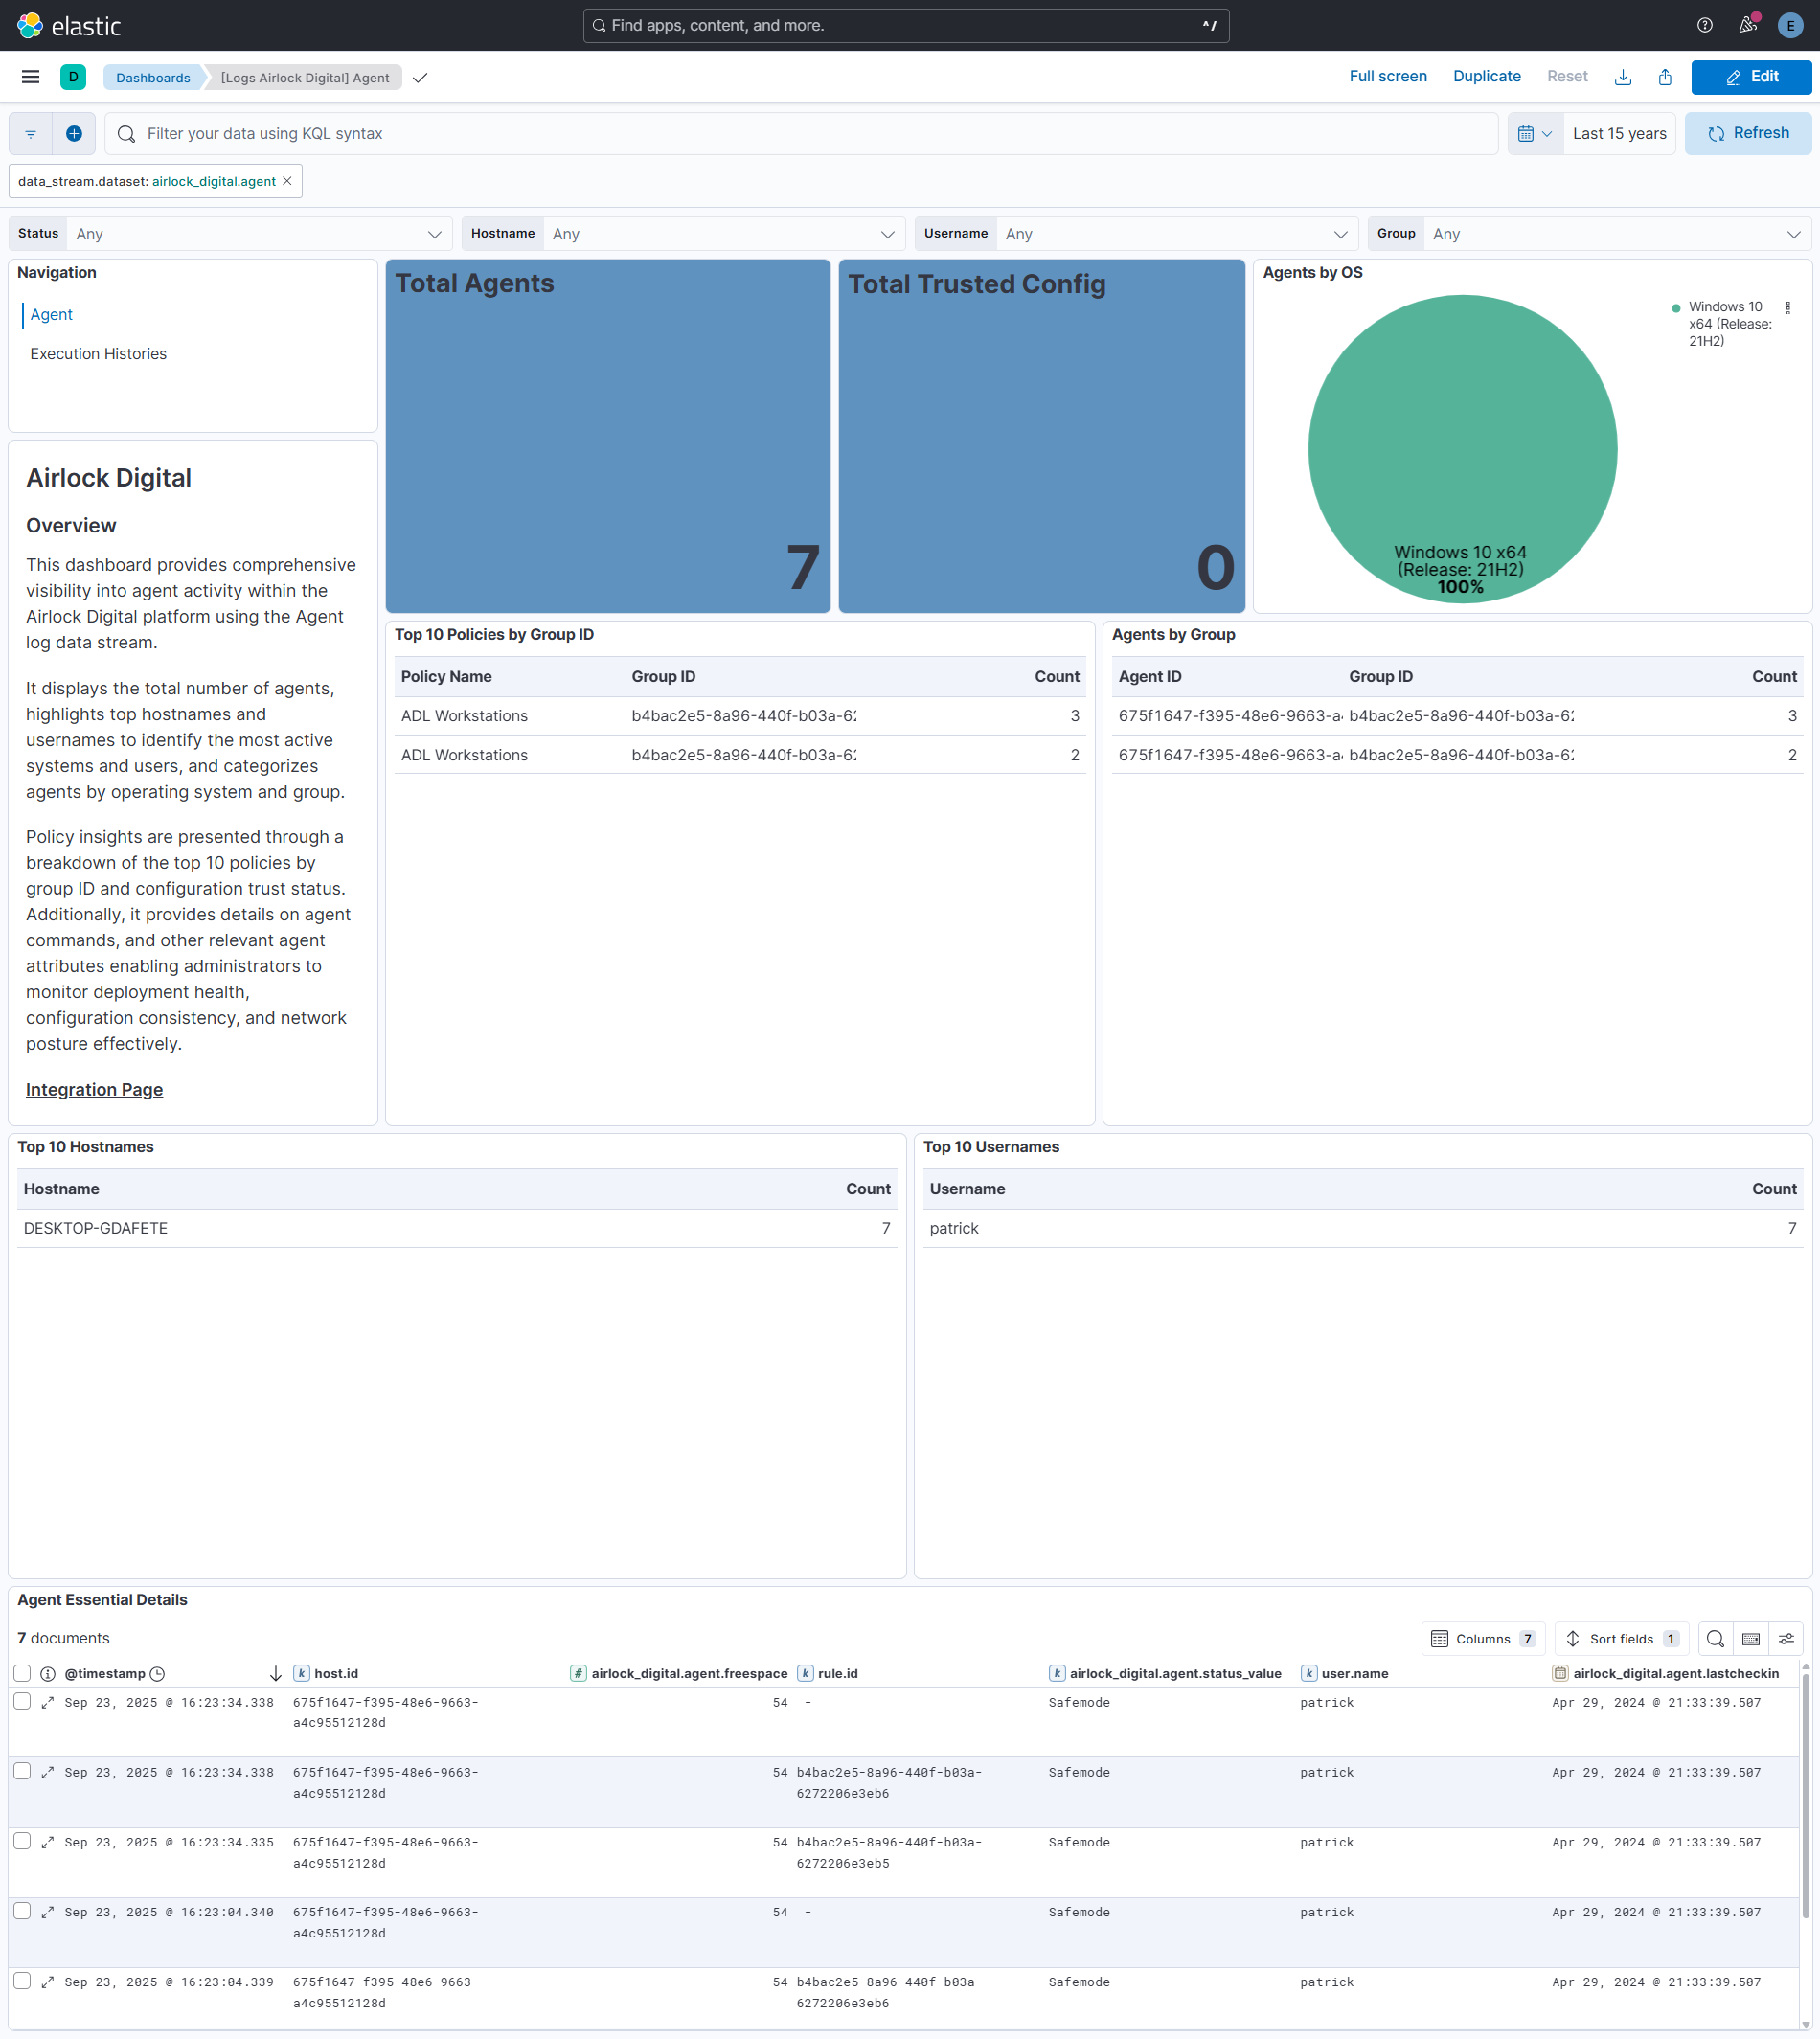 elastic
Find apps, content, and more.
^/
E
D
Dashboards
[Logs Airlock Digital] Agent
Full screen
Duplicate
Reset
Edit
Filter your data using KQL syntax
Last 15 years
Refresh
data_stream.dataset: airlock_digital.agent
Status
Any
Hostname
Any
Username
Any
Group
Any
Navigation
Agent
Execution Histories
Total Agents
7
Total Trusted Config
0
Agents by OS
Windows 10
x64 (Release:
21H2)
Windows 10 x64
(Release: 21H2)
100%
Airlock Digital
Overview
This dashboard provides comprehensive
visibility into agent activity within the
Airlock Digital platform using the Agent
log data stream.
It displays the total number of agents,
highlights top hostnames and
usernames to identify the most active
systems and users, and categorizes
agents by operating system and group.
Policy insights are presented through a
breakdown of the top 10 policies by
group ID and configuration trust status.
Additionally, it provides details on agent
commands, and other relevant agent
attributes enabling administrators to
monitor deployment health,
configuration consistency, and network
posture effectively.
Integration Page
Top 10 Policies by Group ID
Policy Name Group ID Count
ADL Workstations b4bac2e5-8a96-440f-b03a-62 3
ADL Workstations b4bac2e5-8a96-440f-b03a-62 2
Agents by Group
Agent ID Group ID Count
675f1647-f395-48e6-9663-a b4bac2e5-8a96-440f-b03a-62 3
675f1647-f395-48e6-9663-a b4bac2e5-8a96-440f-b03a-62 2
Top 10 Hostnames
Hostname Count
DESKTOP-GDAFETE 7
Top 10 Usernames
Username Count
patrick 7
Agent Essential Details
7 documents
Columns 7
Sort fields 1
@timestamp k host.id # airlock_digital.agent.freespace k rule.id k airlock_digital.agent.status_value k user.name airlock_digital.agent.lastcheckin
Sep 23, 2025 @ 16:23:34.338 675f1647-f395-48e6-9663- 54 - Safemode patrick Apr 29, 2024 @ 21:33:39.507
a4c95512128d
Sep 23, 2025 @ 16:23:34.338 675f1647-f395-48e6-9663- 54 b4bac2e5-8a96-440f-b03a- Safemode patrick Apr 29, 2024 @ 21:33:39.507
a4c95512128d 6272206e3eb6
Sep 23, 2025 @ 16:23:34.335 675f1647-f395-48e6-9663- 54 b4bac2e5-8a96-440f-b03a- Safemode patrick Apr 29, 2024 @ 21:33:39.507
a4c95512128d 6272206e3eb5
Sep 23, 2025 @ 16:23:04.340 675f1647-f395-48e6-9663- 54 - Safemode patrick Apr 29, 2024 @ 21:33:39.507
a4c95512128d
Sep 23, 2025 @ 16:23:04.339 675f1647-f395-48e6-9663- 54 b4bac2e5-8a96-440f-b03a- Safemode patrick Apr 29, 2024 @ 21:33:39.507
a4c95512128d 6272206e3eb6